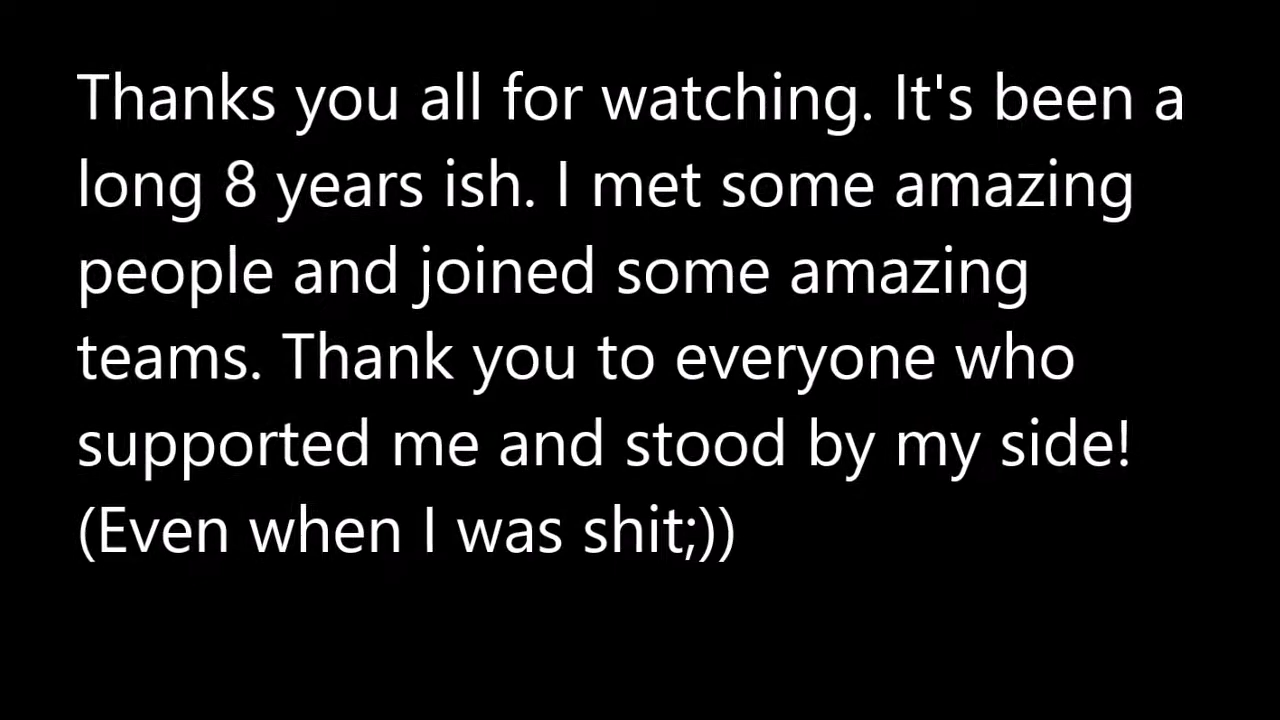 Thanks you all for watching. It's been a
long 8 years ish. I met some amazing
people and joined some amazing
teams. Thank you to everyone who
supported me and stood by my side!
(Even when I was shit;))